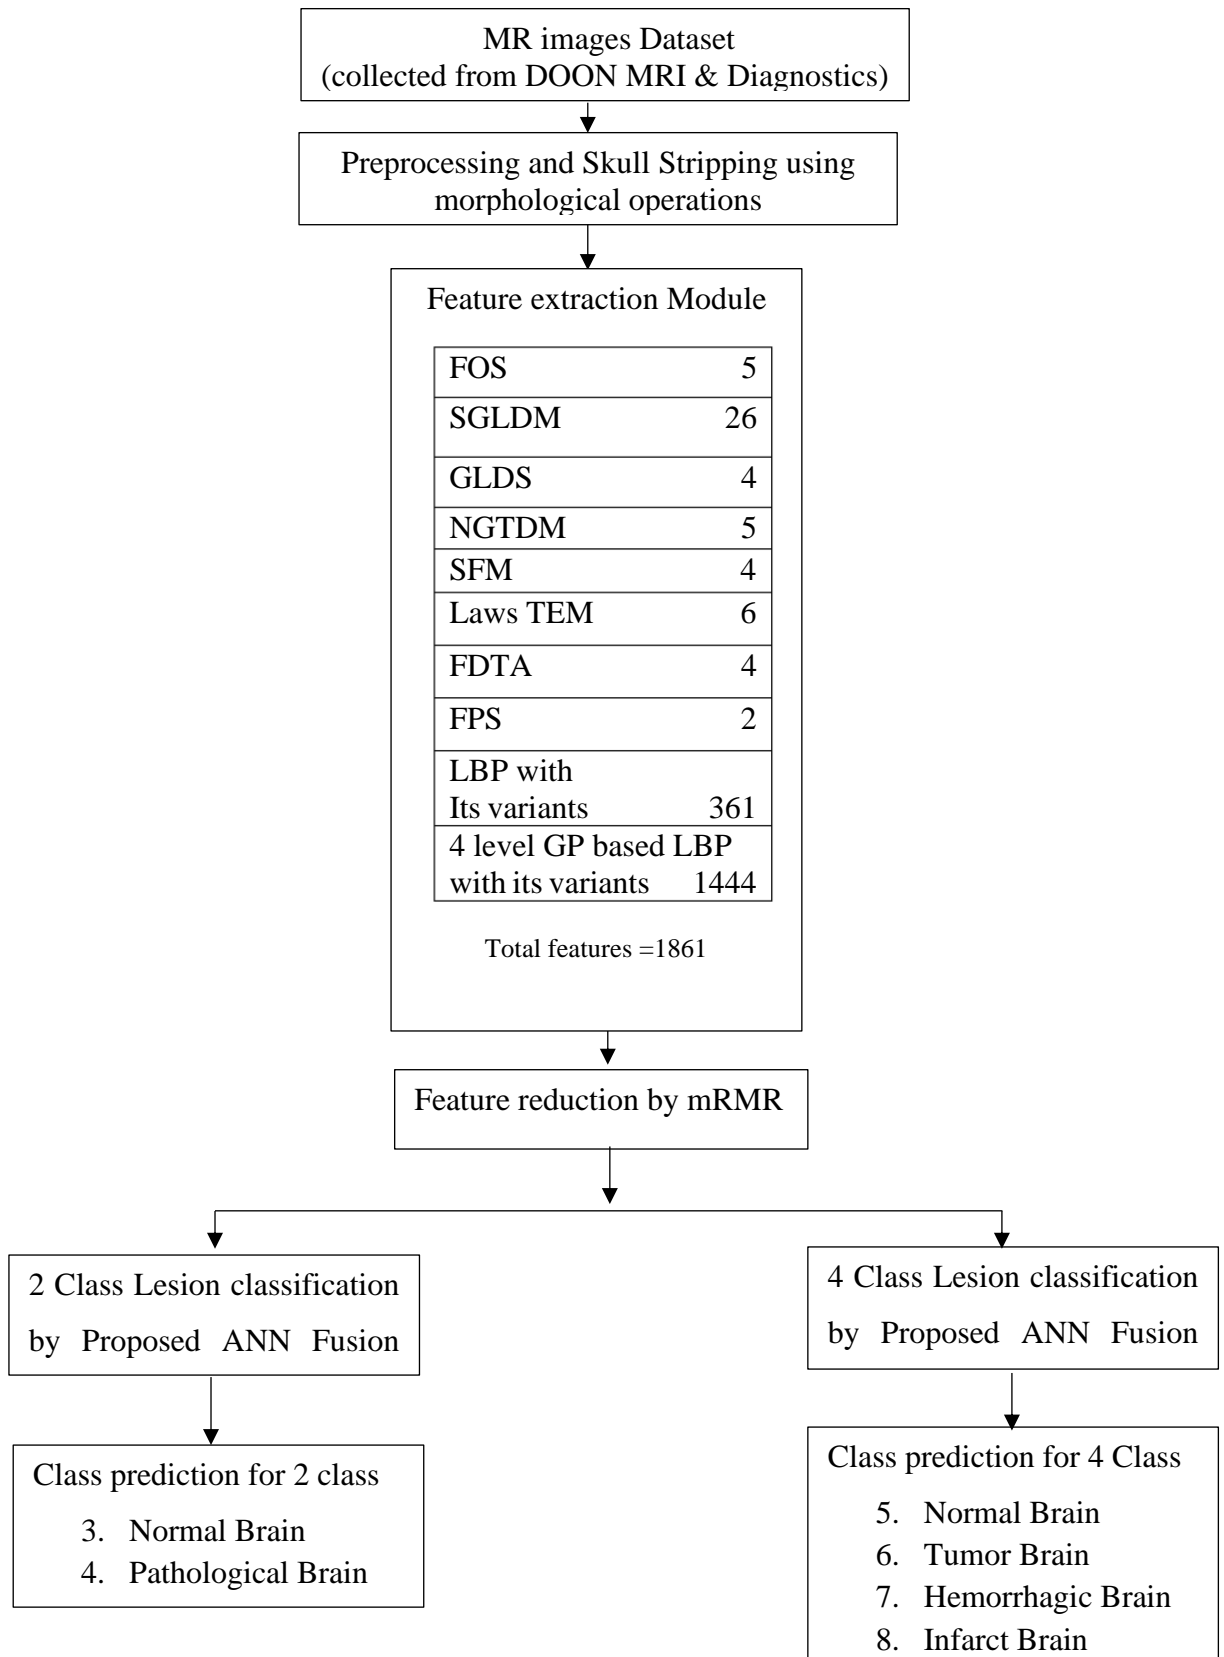 MR images Dataset
(collected from DOON MRI & Diagnostics)
Preprocessing and Skull Stripping using
morphological operations
Feature extraction Module
FOS 5
SGLDM 26
GLDS 4
NGTDM 5
SFM 4
Laws TEM 6
FDTA 4
FPS 2
LBP with
Its variants 361
4 level GP based LBP
with its variants 1444
Total features =1861
Feature reduction by mRMR
2 Class Lesion classification
by Proposed ANN Fusion
Class prediction for 2 class
3. Normal Brain
4. Pathological Brain
4 Class Lesion classification
by Proposed ANN Fusion
Class prediction for 4 Class
5. Normal Brain
6. Tumor Brain
7. Hemorrhagic Brain
8. Infarct Brain